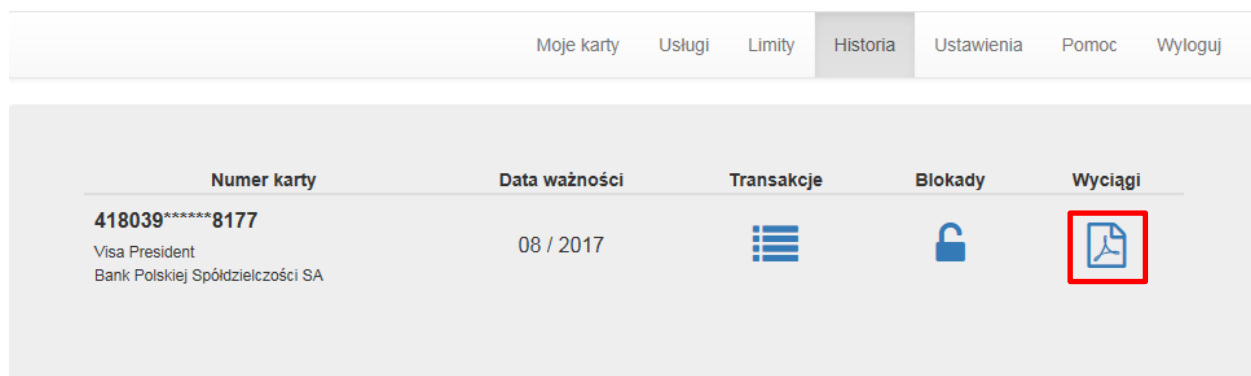 Moje karty Usługi Limity Historia Ustawienia Pomoc Wyloguj
Numer karty Data ważności Transakcje Blokady Wyciągi
418039******8177
Visa President
Bank Polskiej Spółdzielczości SA
08 / 2017